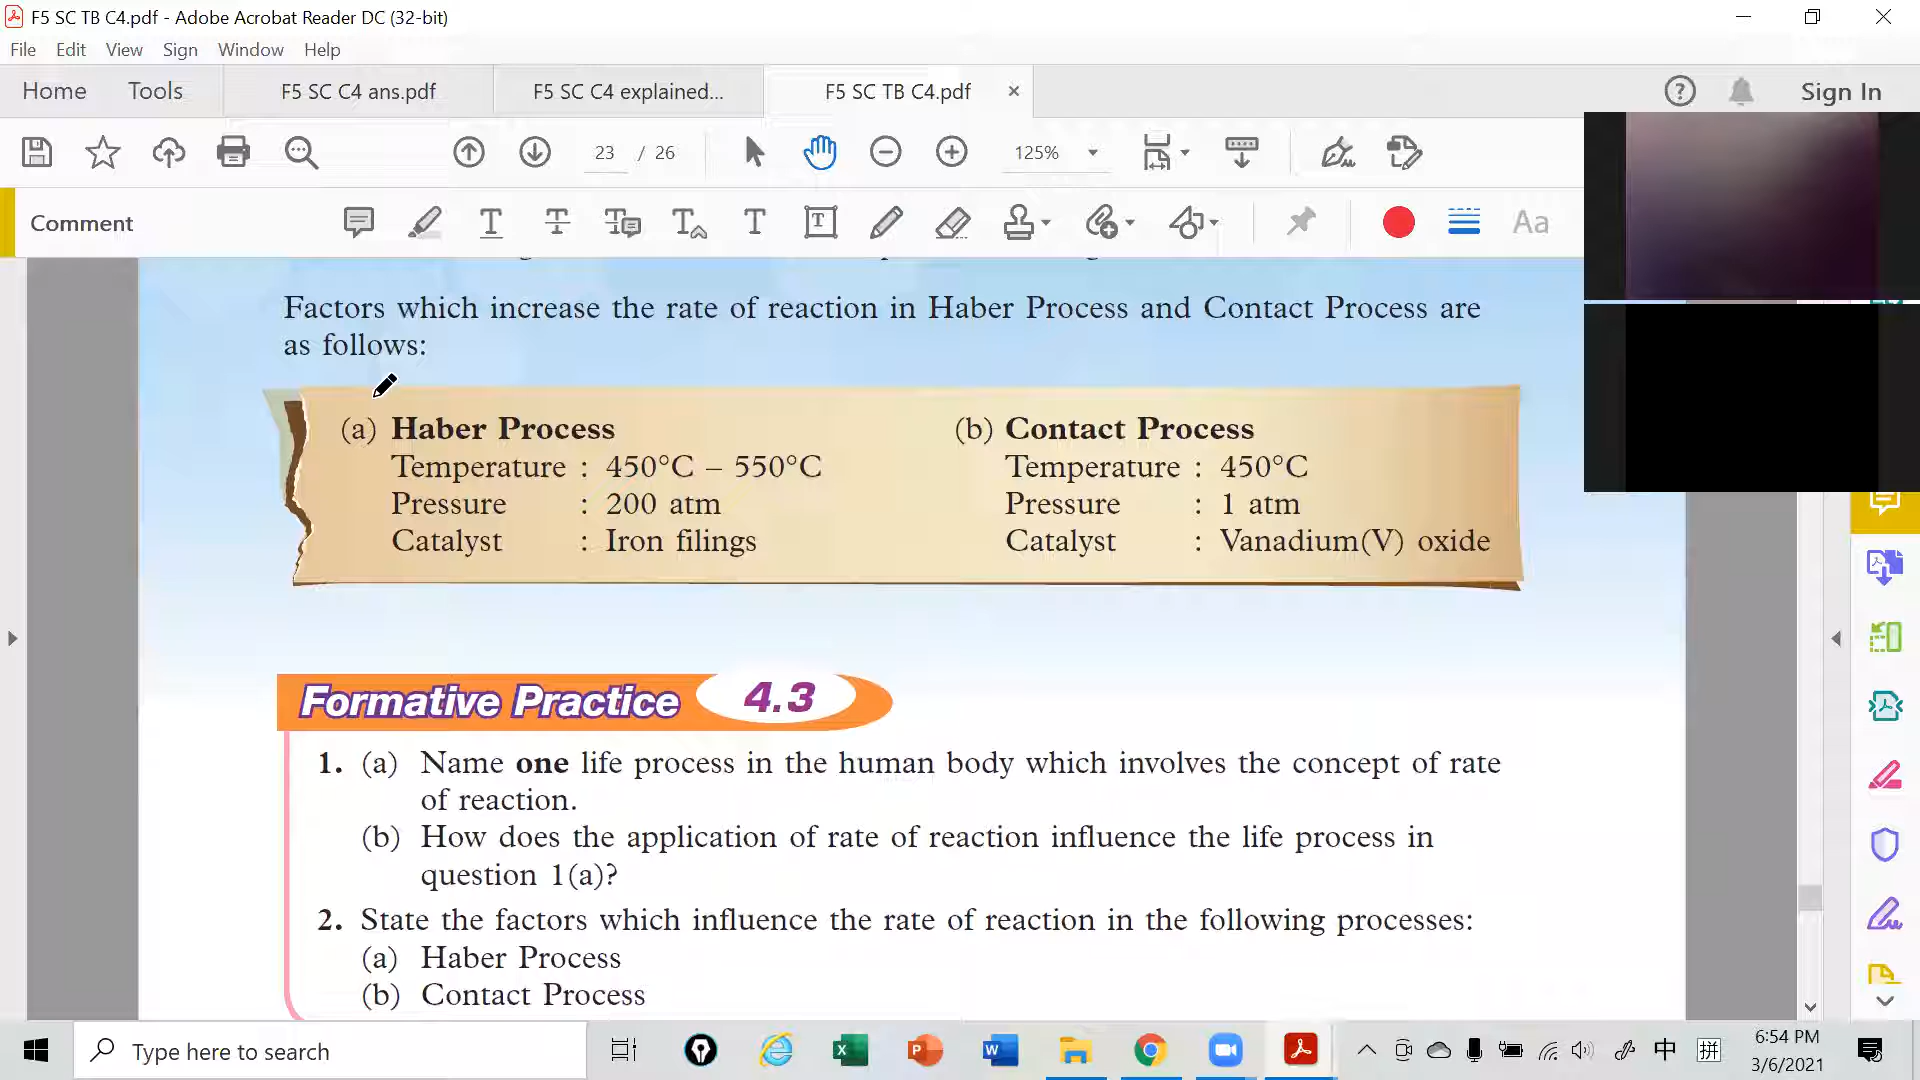 F5 SC TB C4.pdf - Adobe Acrobat Reader DC (32-bit)
File Edit View Sign Window Help
Home Tools F5 SC C4 ans.pdf F5 SC C4 explained... F5 SC TB C4.pdf × Sign In
23 / 26 125%
Comment
Factors which increase the rate of reaction in Haber Process and Contact Process are
as follows:
(a) Haber Process
Temperature : 450°C – 550°C
Pressure : 200 atm
Catalyst : Iron filings
(b) Contact Process
Temperature : 450°C
Pressure : 1 atm
Catalyst : Vanadium(V) oxide
Formative Practice 4.3
1. (a) Name one life process in the human body which involves the concept of rate
of reaction.
(b) How does the application of rate of reaction influence the life process in
question 1(a)?
2. State the factors which influence the rate of reaction in the following processes:
(a) Haber Process
(b) Contact Process
Type here to search
中 拼
6:54 PM
3/6/2021